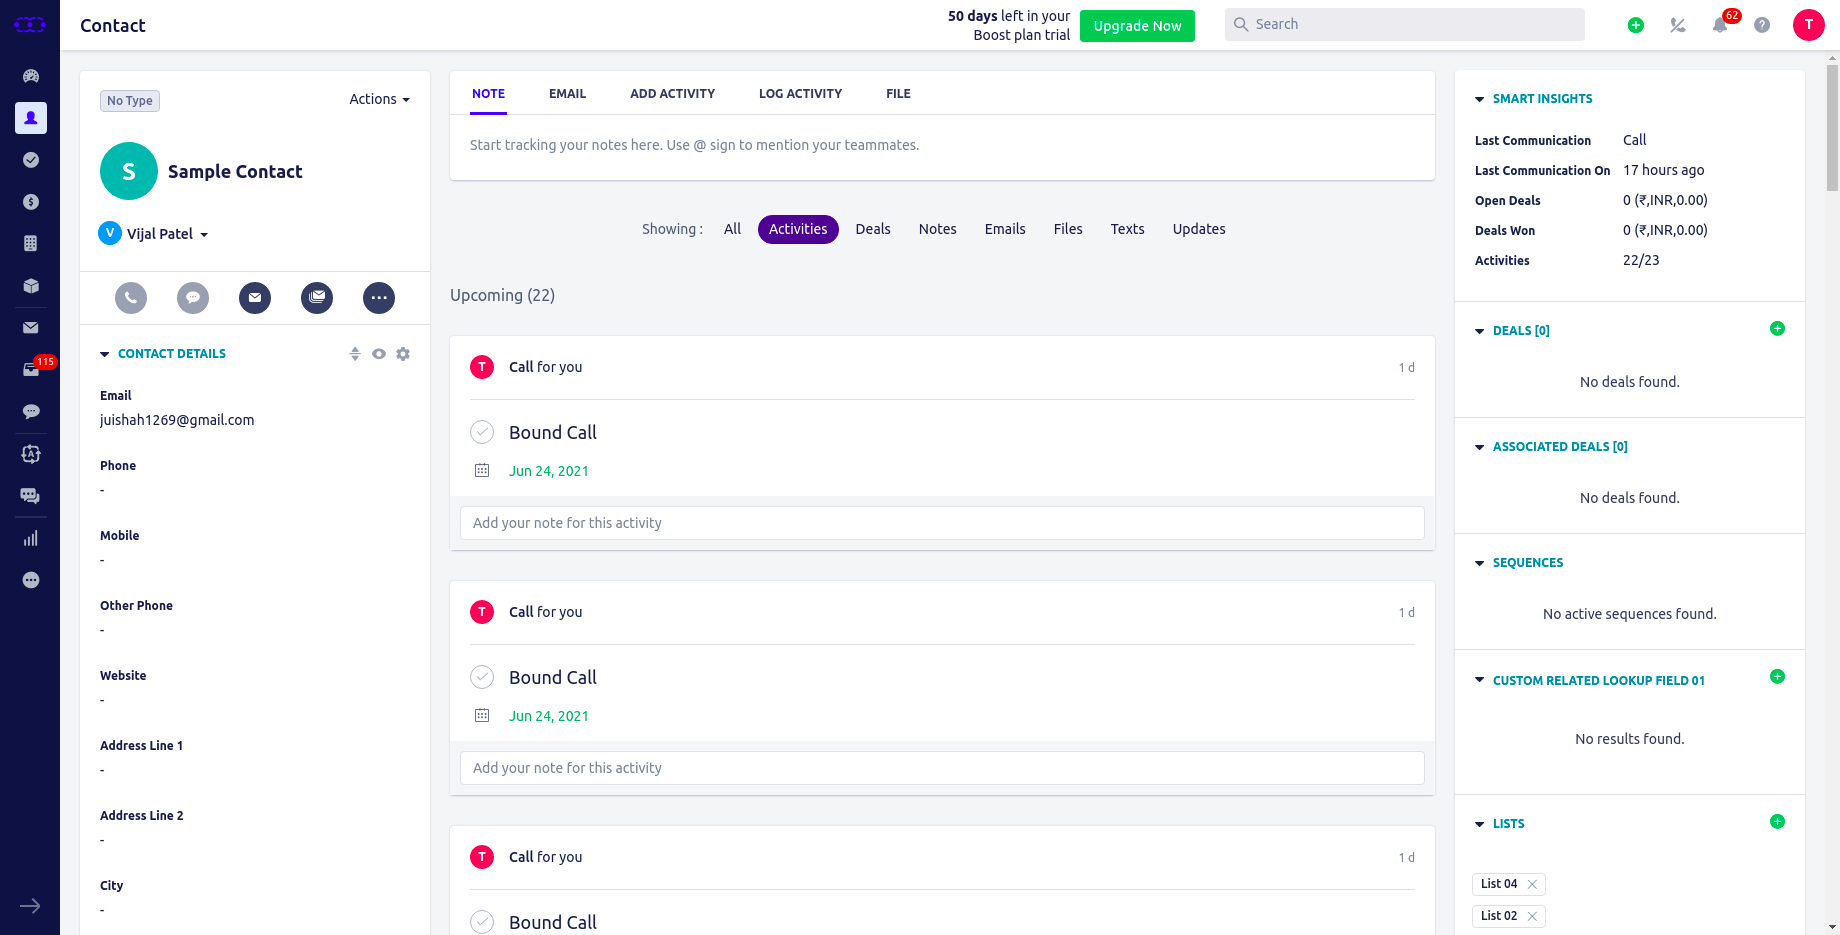 Contact
50 days left in your
Boost plan trial
Upgrade Now
Search
62
?
T
115
No Type
Actions
S
Sample Contact
V
Vijal Patel
CONTACT DETAILS
Email
juishah1269@gmail.com
Phone
-
Mobile
-
Other Phone
-
Website
-
Address Line 1
-
Address Line 2
-
City
-
NOTE EMAIL ADD ACTIVITY LOG ACTIVITY FILE
Start tracking your notes here. Use @ sign to mention your teammates.
Showing : All Activities Deals Notes Emails Files Texts Updates
Upcoming (22)
T Call for you 1 d
Bound Call
Jun 24, 2021
Add your note for this activity
T Call for you 1 d
Bound Call
Jun 24, 2021
Add your note for this activity
T Call for you 1 d
Bound Call
SMART INSIGHTS
Last Communication Call
Last Communication On 17 hours ago
Open Deals 0 (₹,INR,0.00)
Deals Won 0 (₹,INR,0.00)
Activities 22/23
DEALS [0]
No deals found.
ASSOCIATED DEALS [0]
No deals found.
SEQUENCES
No active sequences found.
CUSTOM RELATED LOOKUP FIELD 01
No results found.
LISTS
List 04
List 02